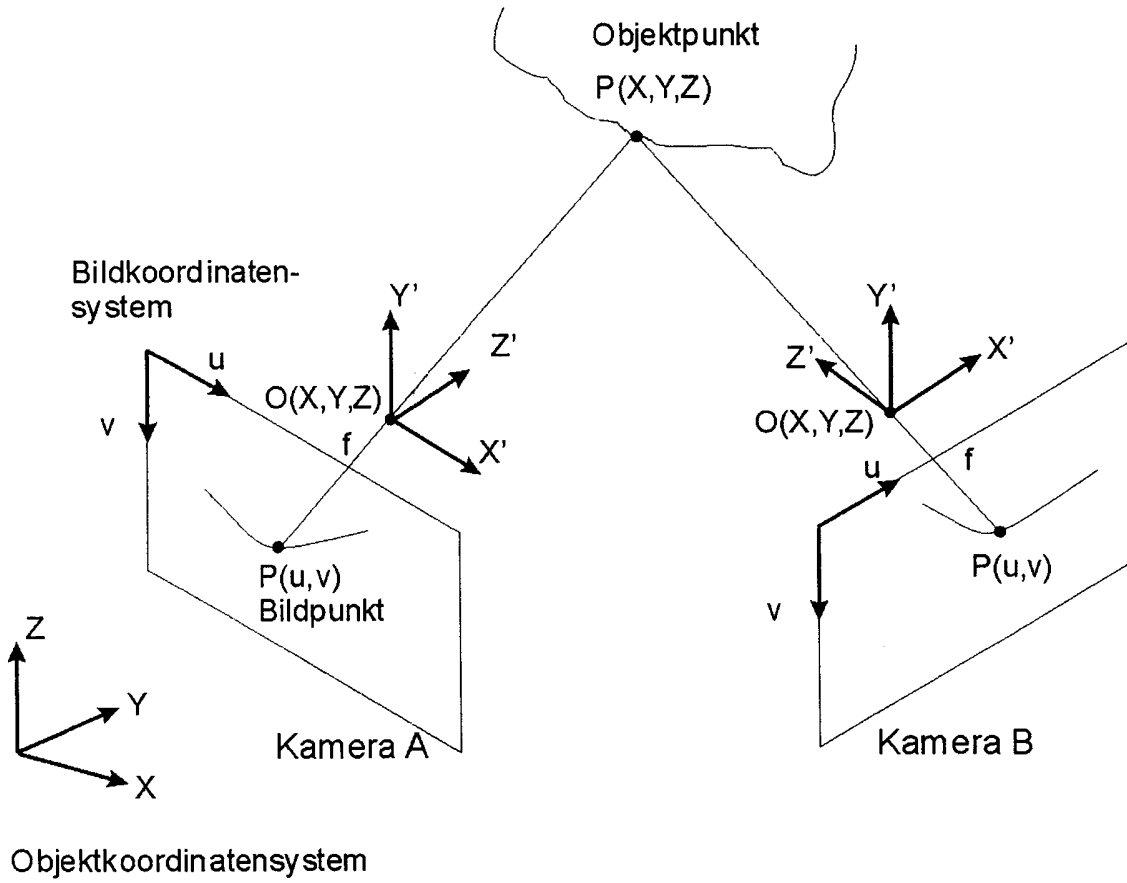 Objektpunkt
P(X,Y,Z)
Bildkoordinaten-
system
u
v
Y'
Z'
O(X,Y,Z)
X'
f
P(u,v)
Bildpunkt
Kamera A
Y'
Z'
X'
O(X,Y,Z)
u
f
v
P(u,v)
Kamera B
Z
Y
X
Objektkoordinatensystem